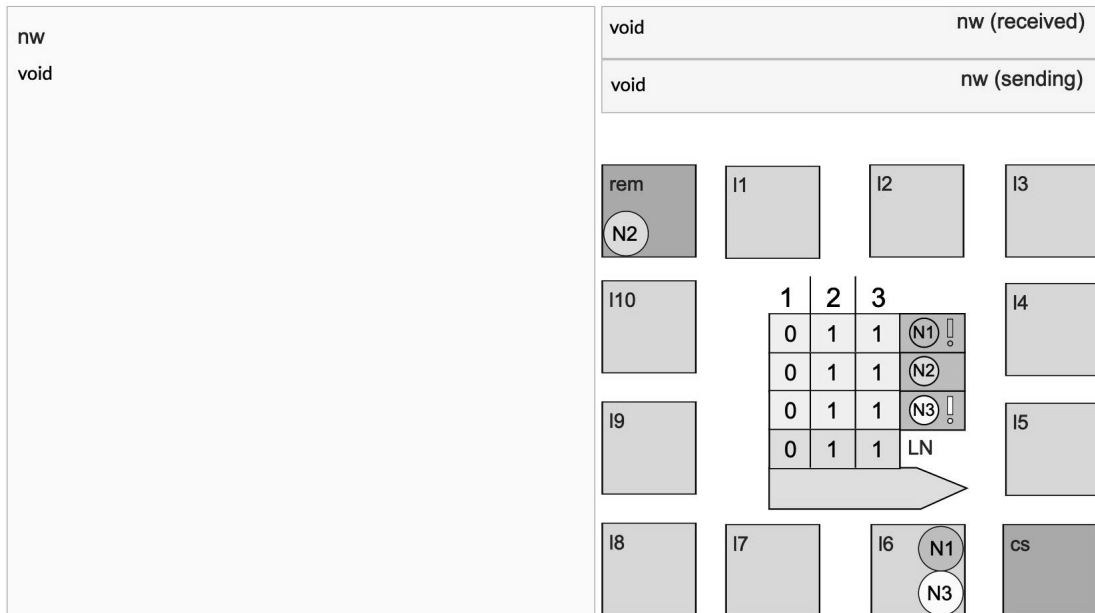 nw
void
void nw (received)
void nw (sending)
rem l1 l2 l3
N2
l10 l4
1 2 3
0 1 1 N1 !
0 1 1 N2
0 1 1 N3 !
0 1 1 LN
l9 l5
l8 l7 l6 cs
N1
N3